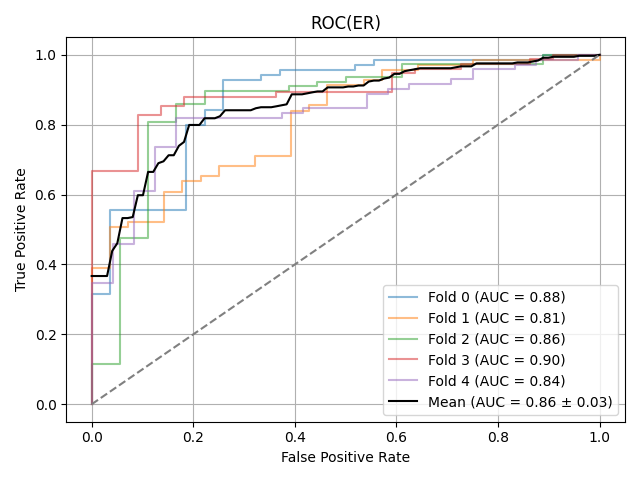 ROC(ER)
True Positive Rate
1.0
0.8
0.6
0.4
0.2
0.0
0.0 0.2 0.4 0.6 0.8 1.0
False Positive Rate
Fold 0 (AUC = 0.88)
Fold 1 (AUC = 0.81)
Fold 2 (AUC = 0.86)
Fold 3 (AUC = 0.90)
Fold 4 (AUC = 0.84)
Mean (AUC = 0.86 ± 0.03)